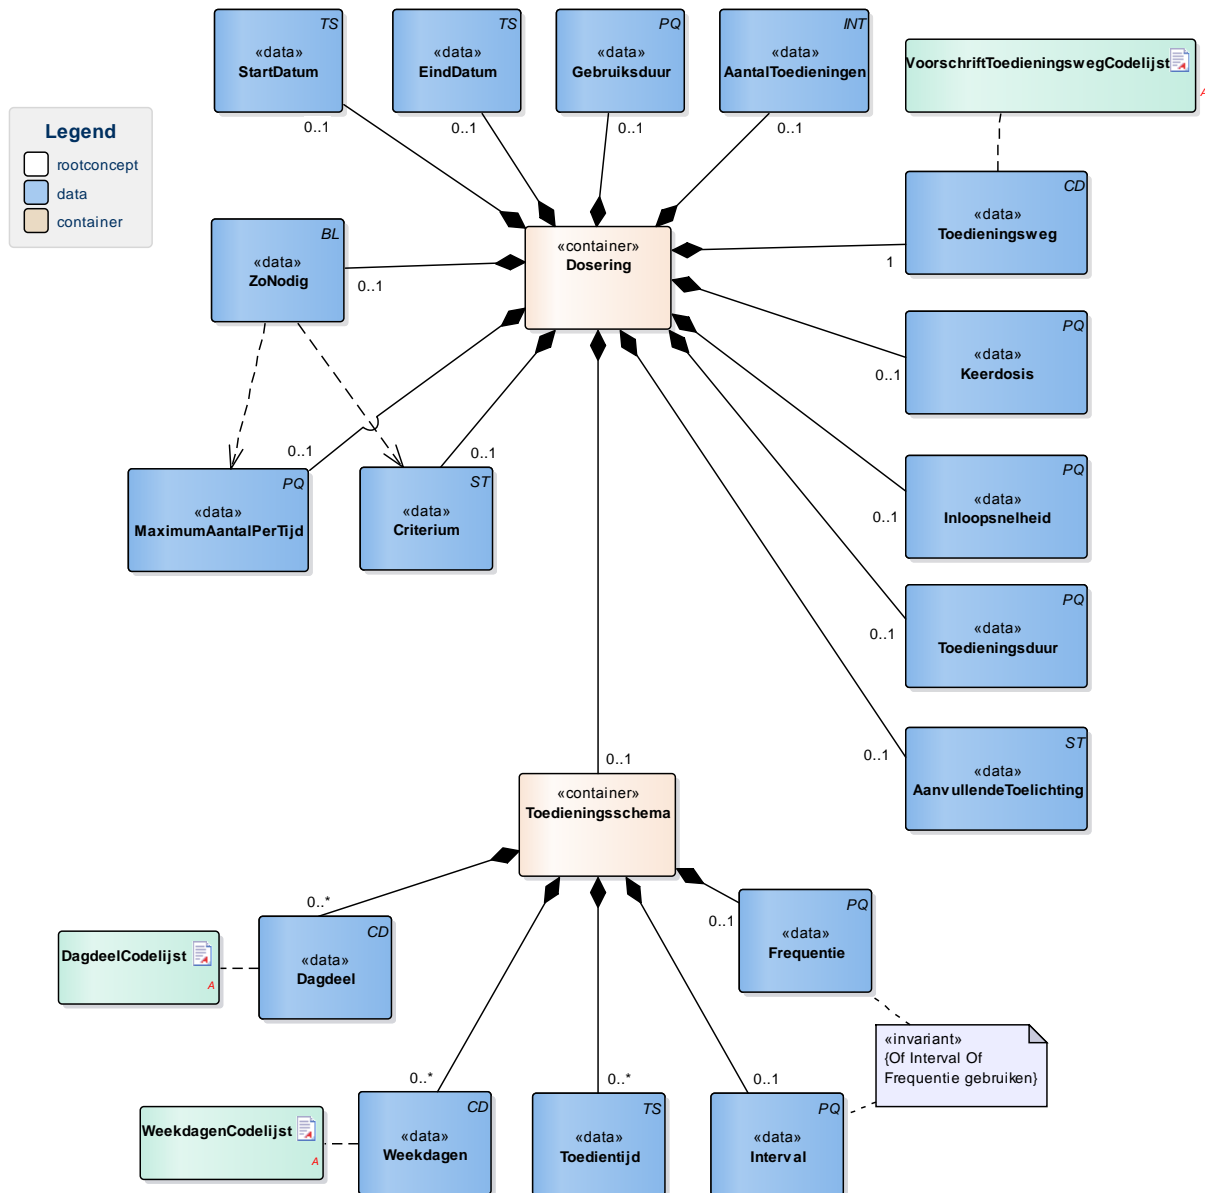 TS
«data»
StartDatum
0..1
TS
«data»
EindDatum
0..1
PQ
«data»
Gebruiksduur
0..1
INT
«data»
AantalToedieningen
0..1
VoorschriftToedieningswegCodelijst
A
Legend
rootconcept
data
container
CD
«data»
Toedieningsweg
1
BL
«data»
ZoNodig
0..1
«container»
Dosering
PQ
«data»
Keerdosis
0..1
PQ
«data»
MaximumAantalPerTijd
0..1
ST
«data»
Criterium
0..1
PQ
«data»
Inloopsnelheid
0..1
PQ
«data»
Toedieningsduur
0..1
ST
«data»
AanvullendeToelichting
0..1
0..1
«container»
Toedieningsschema
0..*
CD
«data»
Dagdeel
DagdeelCodelijst
A
0..1
PQ
«data»
Frequentie
«invariant»
{Of Interval Of
Frequentie gebruiken}
0..*
CD
«data»
Weekdagen
WeekdagenCodelijst
A
0..*
TS
«data»
Toedientijd
0..1
PQ
«data»
Interval